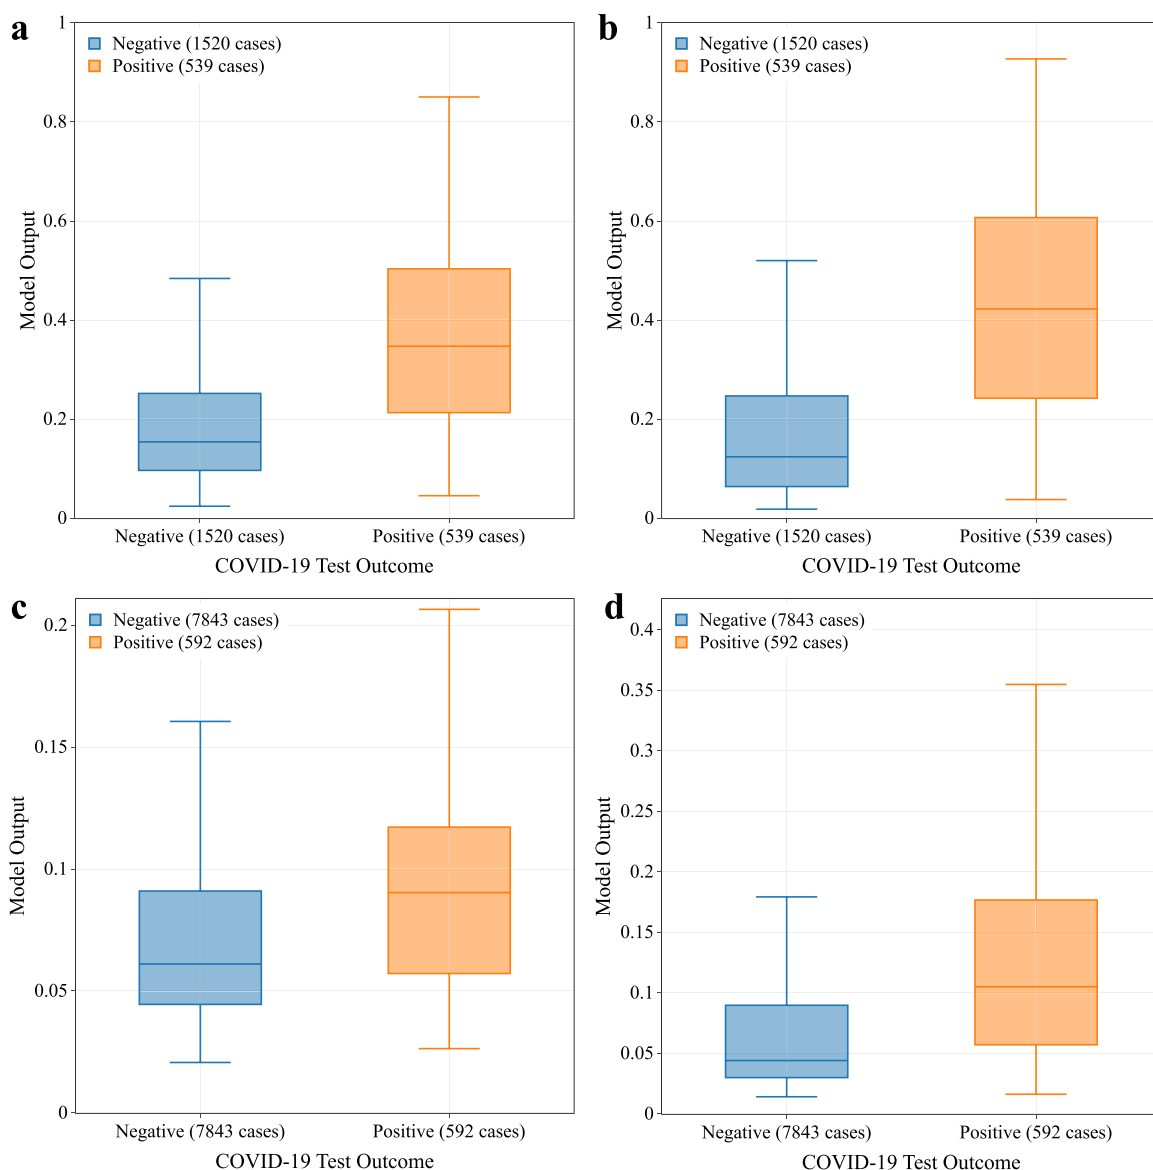 a
Negative (1520 cases)
Positive (539 cases)
1
0.8
0.6
0.4
0.2
0
Model Output
Negative (1520 cases)
Positive (539 cases)
COVID-19 Test Outcome
b
Negative (1520 cases)
Positive (539 cases)
1
0.8
0.6
0.4
0.2
0
Model Output
Negative (1520 cases)
Positive (539 cases)
COVID-19 Test Outcome
c
Negative (7843 cases)
Positive (592 cases)
0.2
0.15
0.1
0.05
0
Model Output
Negative (7843 cases)
Positive (592 cases)
COVID-19 Test Outcome
d
Negative (7843 cases)
Positive (592 cases)
0.4
0.35
0.3
0.25
0.2
0.15
0.1
0.05
0
Model Output
Negative (7843 cases)
Positive (592 cases)
COVID-19 Test Outcome